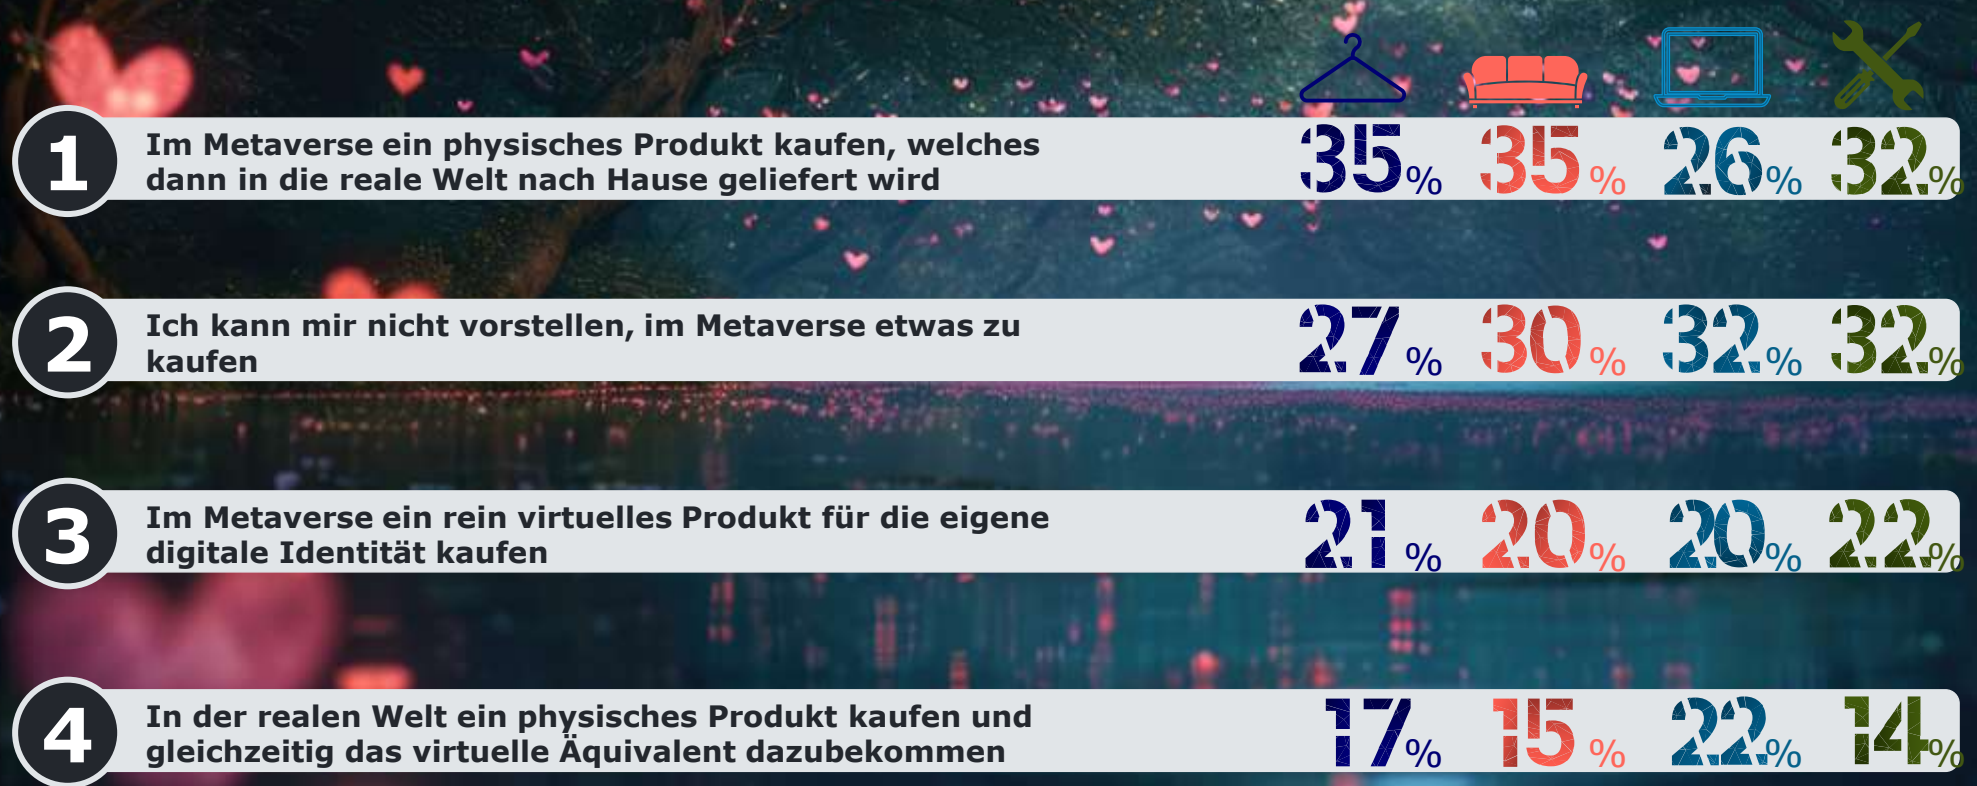 1
Im Metaverse ein physisches Produkt kaufen, welches
dann in die reale Welt nach Hause geliefert wird
35% 35% 26% 32%
2
Ich kann mir nicht vorstellen, im Metaverse etwas zu
kaufen
27% 30% 32% 32%
3
Im Metaverse ein rein virtuelles Produkt für die eigene
digitale Identität kaufen
21% 20% 20% 22%
4
In der realen Welt ein physisches Produkt kaufen und
gleichzeitig das virtuelle Äquivalent dazubekommen
17% 15% 22% 14%